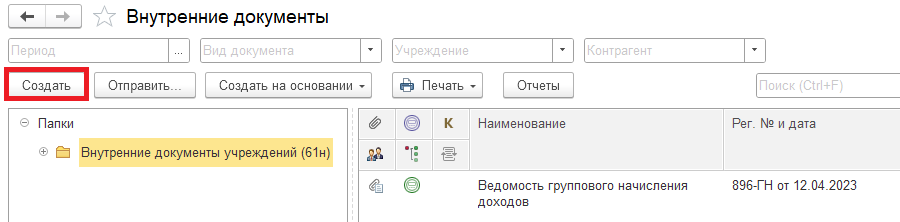 Внутренние документы
Период ... Вид документа Учреждение Контрагент
Создать Отправить... Создать на основании Печать Отчеты Поиск (Ctrl+F)
Папки
Внутренние документы учреждений (61н)
К Наименование Рег. № и дата
Ведомость группового начисления 896-ГН от 12.04.2023
доходов